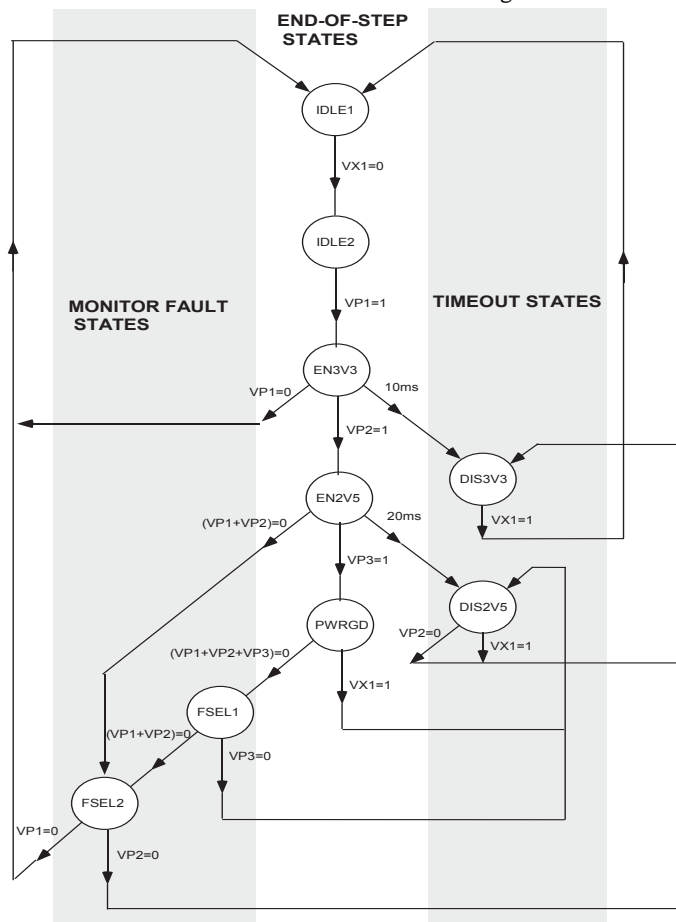 END-OF-STEP
STATES
IDLE1
VX1=0
IDLE2
MONITOR FAULT
STATES
VP1=1
TIMEOUT STATES
EN3V3
VP1=0
10ms
VP2=1
DIS3V3
EN2V5
VX1=1
(VP1+VP2)=0
20ms
VP3=1
DIS2V5
PWRGD
VP2=0
VX1=1
(VP1+VP2+VP3)=0
VX1=1
FSEL1
(VP1+VP2)=0
VP3=0
FSEL2
VP1=0
VP2=0